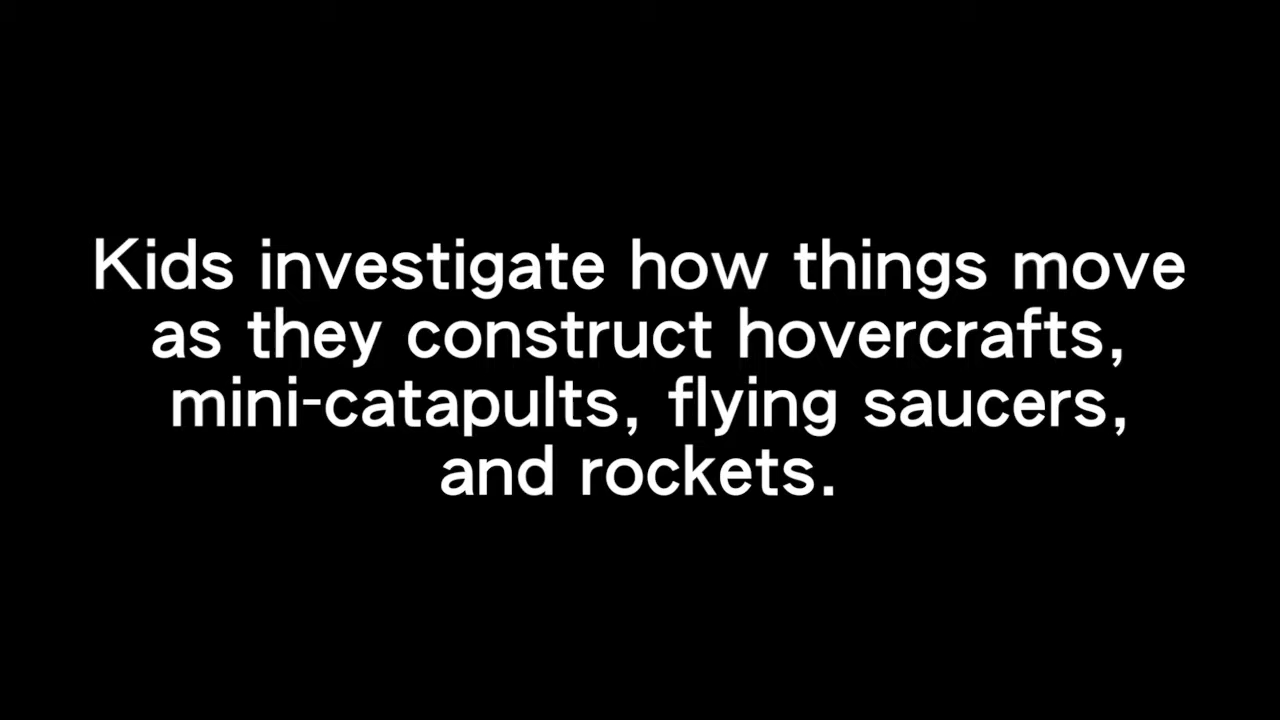 Kids investigate how things move
as they construct hovercrafts,
mini-catapults, flying saucers,
and rockets.